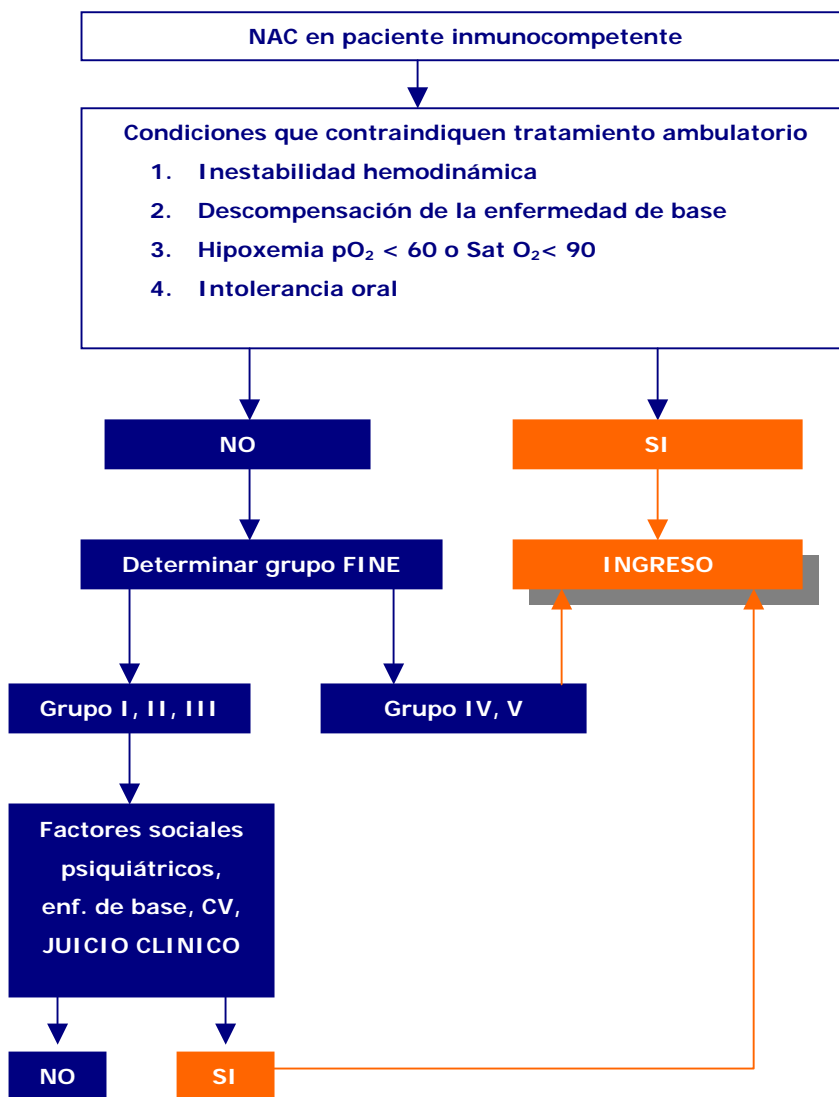 NAC en paciente inmunocompetente
Condiciones que contraindiquen tratamiento ambulatorio
1. Inestabilidad hemodinámica
2. Descompensación de la enfermedad de base
3. Hipoxemia pO₂ < 60 o Sat O₂< 90
4. Intolerancia oral
NO
SI
Determinar grupo FINE
INGRESO
Grupo I, II, III
Grupo IV, V
Factores sociales
psiquiátricos,
enf. de base, CV,
JUICIO CLINICO
NO
SI